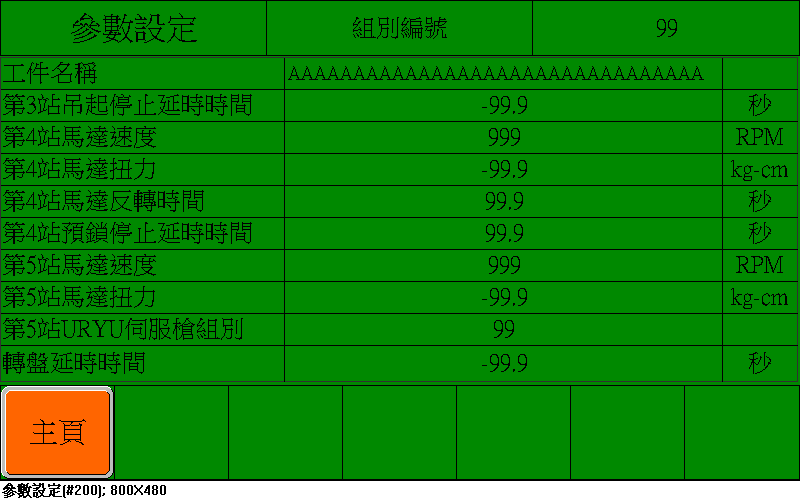 參數設定 組別編號 99
工件名稱 AAAAAAAAAAAAAAAAAAAAAAAAAAAAAAAA
第3站吊起停止延時時間 -99.9 秒
第4站馬達速度 999 RPM
第4站馬達扭力 -99.9 kg-cm
第4站馬達反轉時間 99.9 秒
第4站預鎖停止延時時間 99.9 秒
第5站馬達速度 999 RPM
第5站馬達扭力 -99.9 kg-cm
第5站URYU伺服槍組別 99
轉盤延時時間 -99.9 秒
主頁
參數設定(#200); 800X480